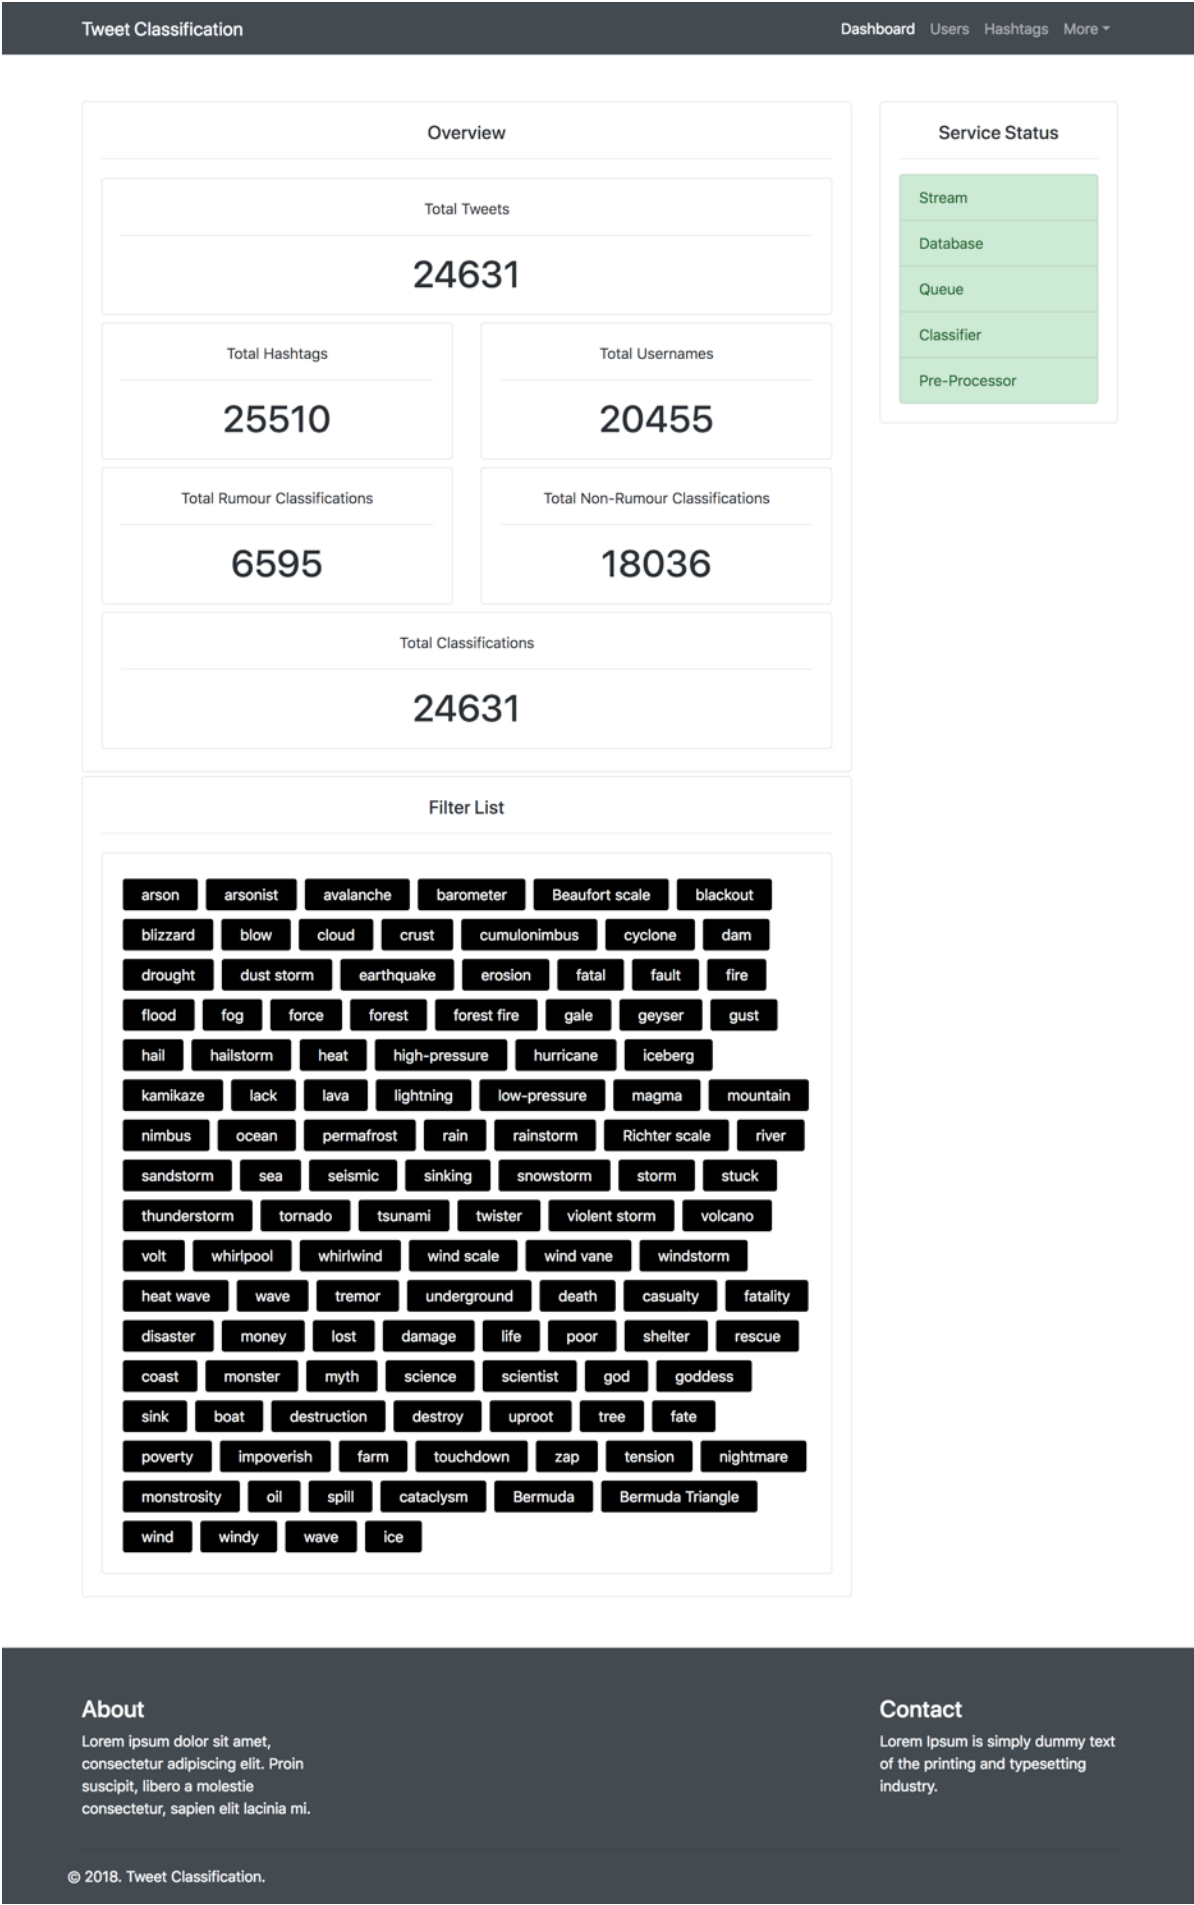 Tweet Classification
Dashboard Users Hashtags More
Overview
Total Tweets
24631
Total Hashtags
25510
Total Usernames
20455
Total Rumour Classifications
6595
Total Non-Rumour Classifications
18036
Total Classifications
24631
Service Status
Stream
Database
Queue
Classifier
Pre-Processor
Filter List
arson arsonist avalanche barometer Beaufort scale blackout
blizzard blow cloud crust cumulonimbus cyclone dam
drought dust storm earthquake erosion fatal fault fire
flood fog force forest forest fire gale geyser gust
hail hailstorm heat high-pressure hurricane iceberg
kamikaze lack lava lightning low-pressure magma mountain
nimbus ocean permafrost rain rainstorm Richter scale river
sandstorm sea seismic sinking snowstorm storm stuck
thunderstorm tornado tsunami twister violent storm volcano
volt whirlpool whirlwind wind scale wind vane windstorm
heat wave wave tremor underground death casualty fatality
disaster money lost damage life poor shelter rescue
coast monster myth science scientist god goddess
sink boat destruction destroy uproot tree fate
poverty impoverish farm touchdown zap tension nightmare
monstrosity oil spill cataclysm Bermuda Bermuda Triangle
wind windy wave ice
About
Lorem ipsum dolor sit amet,
consectetur adipiscing elit. Proin
suscipit, libero a molestie
consectetur, sapien elit lacinia mi.
Contact
Lorem Ipsum is simply dummy text
of the printing and typesetting
industry.
© 2018. Tweet Classification.